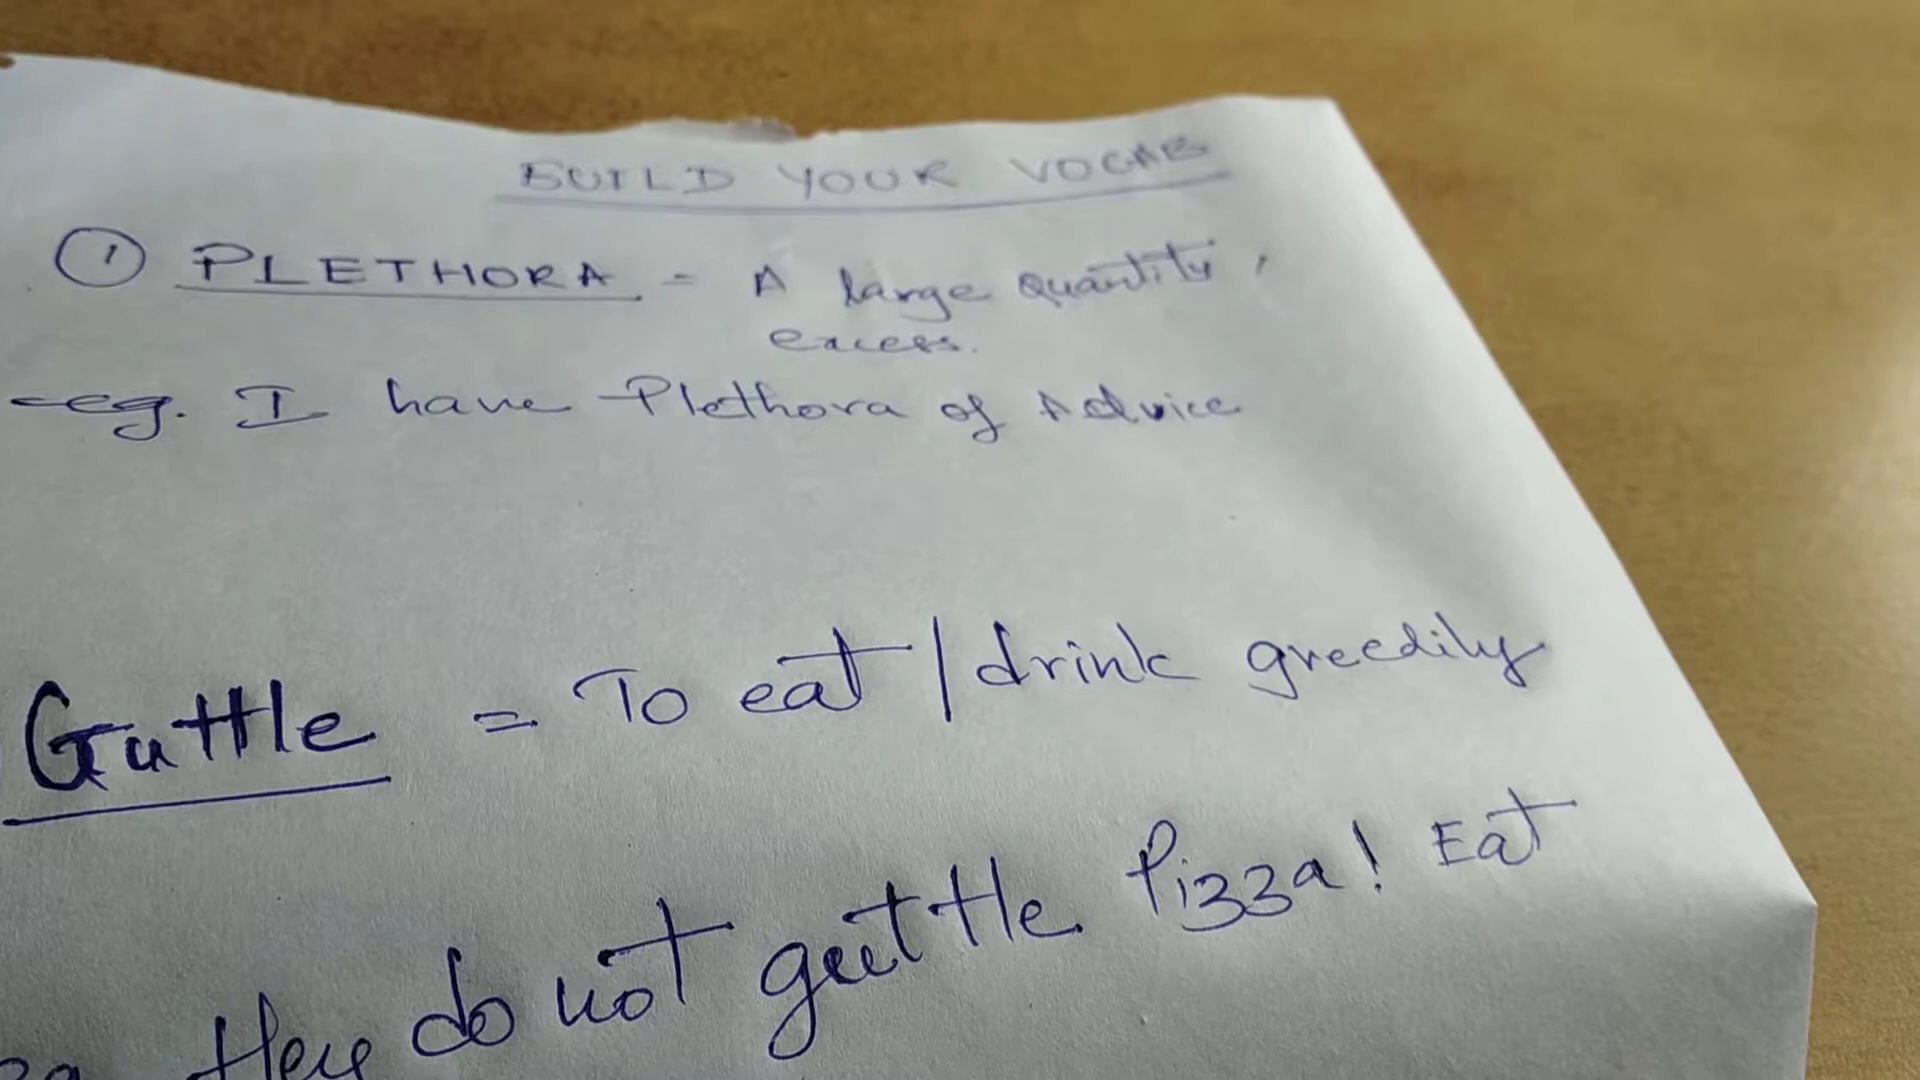 BUILD YOUR VOCAB
1 PLETHORA - A large quantity,
excess.
eg. I have Plethora of Advice
Guttle = To eat / drink greedily
do not guttle Pizza! Eat